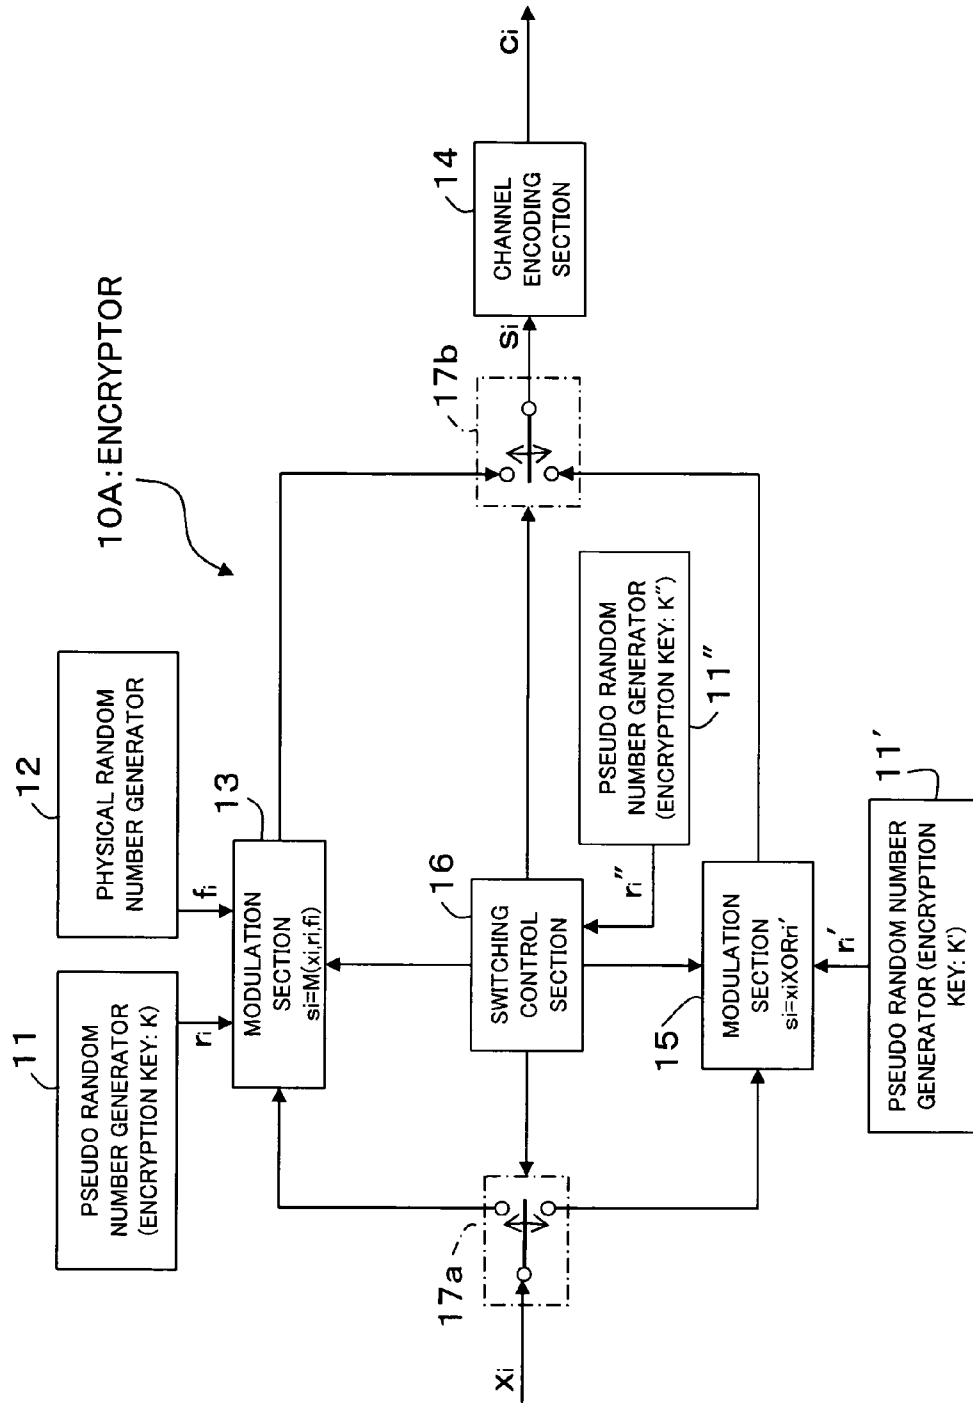 10A:ENCRYPTOR
11
PSEUDO RANDOM
NUMBER GENERATOR
(ENCRYPTION KEY: K)
ri
12
PHYSICAL RANDOM
NUMBER GENERATOR
fi
13
MODULATION
SECTION
si=M(xi,ri,fi)
Xi
17a
16
SWITCHING
CONTROL
SECTION
ri″
PSEUDO RANDOM
NUMBER GENERATOR
(ENCRYPTION KEY: K″)
11″
17b
Si
14
CHANNEL
ENCODING
SECTION
Ci
15
MODULATION
SECTION
si=xiXORri′
ri′
11′
PSEUDO RANDOM NUMBER
GENERATOR (ENCRYPTION
KEY: K′)